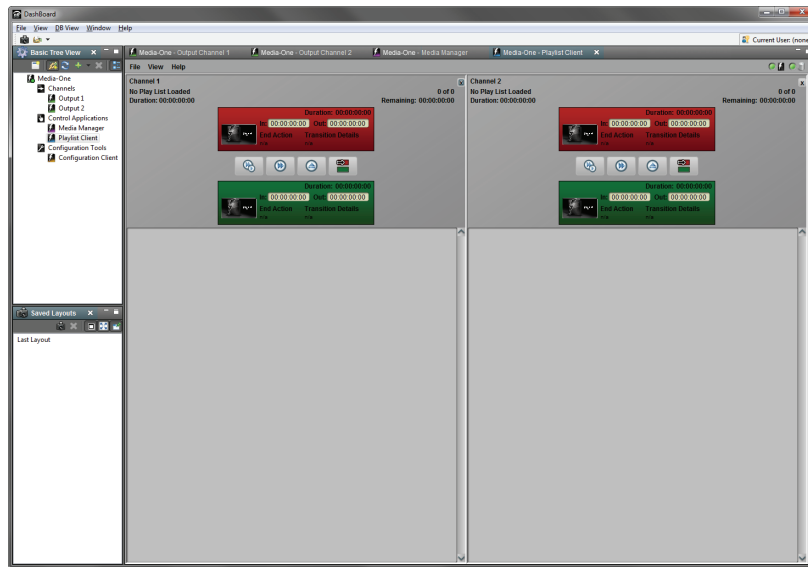 DashBoard
File View DB View Window Help
Current User: (none
Basic Tree View
Media-One - Output Channel 1
Media-One - Output Channel 2
Media-One - Media Manager
Media-One - Playlist Client
Media-One
Channels
Output 1
Output 2
Control Applications
Media Manager
Playlist Client
Configuration Tools
Configuration Client
Saved Layouts
Last Layout
File View Help
Channel 1
No Play List Loaded 0 of 0
Duration: 00:00:00:00 Remaining: 00:00:00:00
Duration: 00:00:00:00
In: 00:00:00:00 Out: 00:00:00:00
End Action Transition Details
n/a n/a
Duration: 00:00:00:00
In: 00:00:00:00 Out: 00:00:00:00
End Action Transition Details
n/a n/a
Channel 2
No Play List Loaded 0 of 0
Duration: 00:00:00:00 Remaining: 00:00:00:00
Duration: 00:00:00:00
In: 00:00:00:00 Out: 00:00:00:00
End Action Transition Details
n/a n/a
Duration: 00:00:00:00
In: 00:00:00:00 Out: 00:00:00:00
End Action Transition Details
n/a n/a